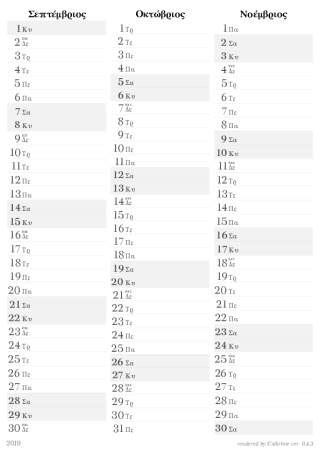 Σεπτέμβριος
1 Κυ
2 Δε
3 Τρ
4 Τε
5 Πε
6 Πα
7 Σα
8 Κυ
9 Δε
10 Τρ
11 Τε
12 Πε
13 Πα
14 Σα
15 Κυ
16 Δε
17 Τρ
18 Τε
19 Πε
20 Πα
21 Σα
22 Κυ
23 Δε
24 Τρ
25 Τε
26 Πε
27 Πα
28 Σα
29 Κυ
30 Δε
Οκτώβριος
1 Τρ
2 Τε
3 Πε
4 Πα
5 Σα
6 Κυ
7 Δε
8 Τρ
9 Τε
10 Πε
11 Πα
12 Σα
13 Κυ
14 Δε
15 Τρ
16 Τε
17 Πε
18 Πα
19 Σα
20 Κυ
21 Δε
22 Τρ
23 Τε
24 Πε
25 Πα
26 Σα
27 Κυ
28 Δε
29 Τρ
30 Τε
31 Πε
Νοέμβριος
1 Πα
2 Σα
3 Κυ
4 Δε
5 Τρ
6 Τε
7 Πε
8 Πα
9 Σα
10 Κυ
11 Δε
12 Τρ
13 Τε
14 Πε
15 Πα
16 Σα
17 Κυ
18 Δε
19 Τρ
20 Τε
21 Πε
22 Πα
23 Σα
24 Κυ
25 Δε
26 Τρ
27 Τε
28 Πε
29 Πα
30 Σα
2019
rendered by Calirhoe ver. 0.4.3